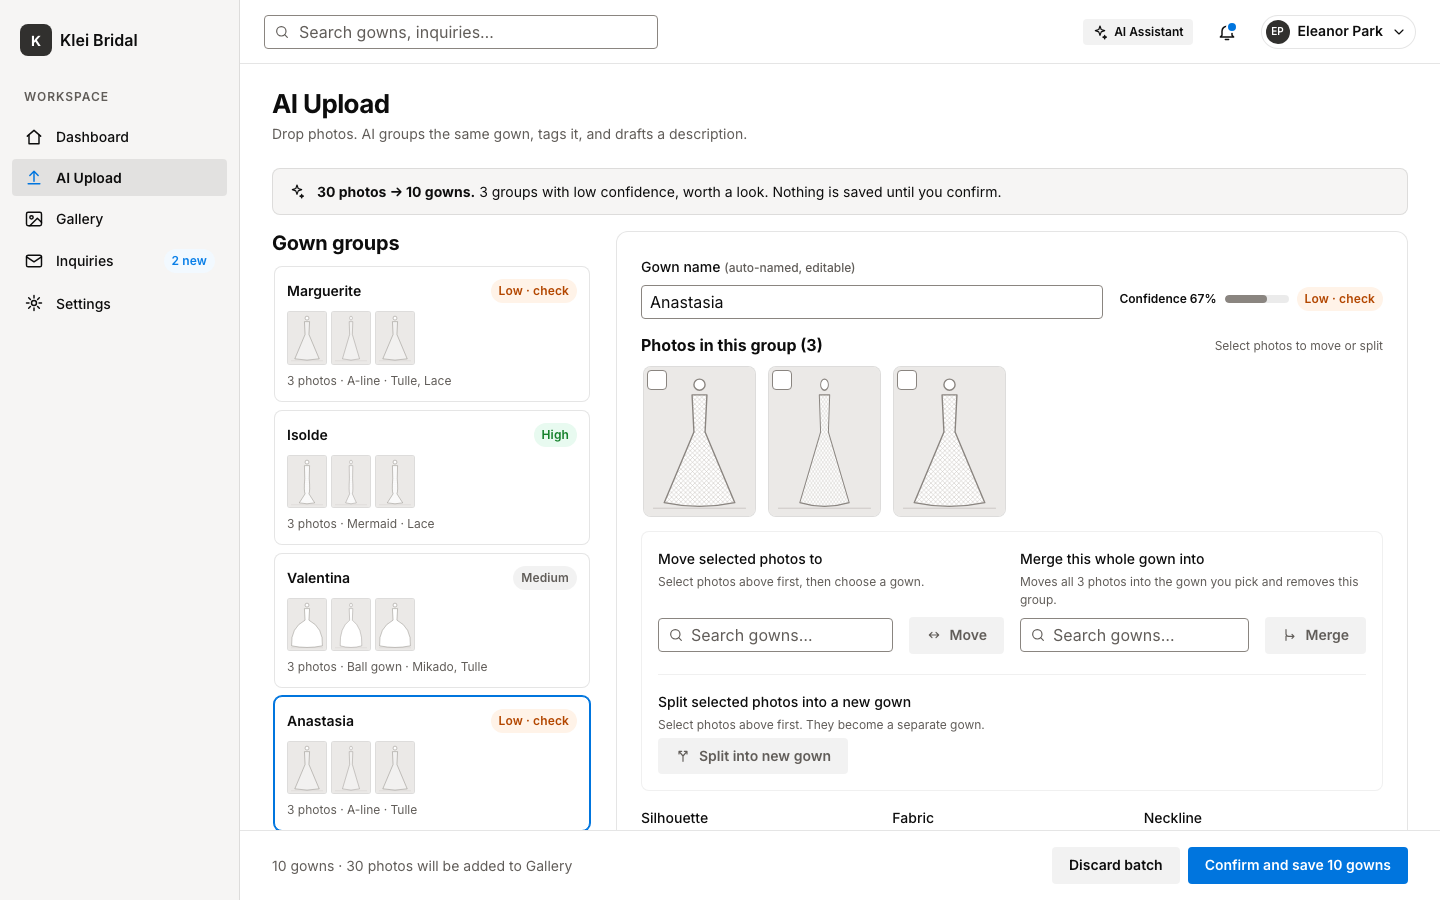 K Klei Bridal
WORKSPACE
Dashboard
AI Upload
Gallery
Inquiries 2 new
Settings
Search gowns, inquiries...
AI Assistant
EP Eleanor Park
AI Upload
Drop photos. AI groups the same gown, tags it, and drafts a description.
30 photos → 10 gowns. 3 groups with low confidence, worth a look. Nothing is saved until you confirm.
Gown groups
Marguerite Low · check
3 photos · A-line · Tulle, Lace
Isolde High
3 photos · Mermaid · Lace
Valentina Medium
3 photos · Ball gown · Mikado, Tulle
Anastasia Low · check
3 photos · A-line · Tulle
Gown name (auto-named, editable)
Anastasia Confidence 67% Low · check
Photos in this group (3) Select photos to move or split
Move selected photos to
Select photos above first, then choose a gown.
Search gowns... Move
Merge this whole gown into
Moves all 3 photos into the gown you pick and removes this
group.
Search gowns... Merge
Split selected photos into a new gown
Select photos above first. They become a separate gown.
Split into new gown
Silhouette Fabric Neckline
10 gowns · 30 photos will be added to Gallery
Discard batch Confirm and save 10 gowns